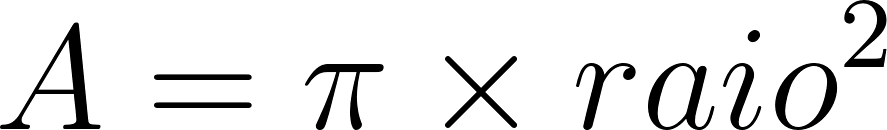 A = π × raio²